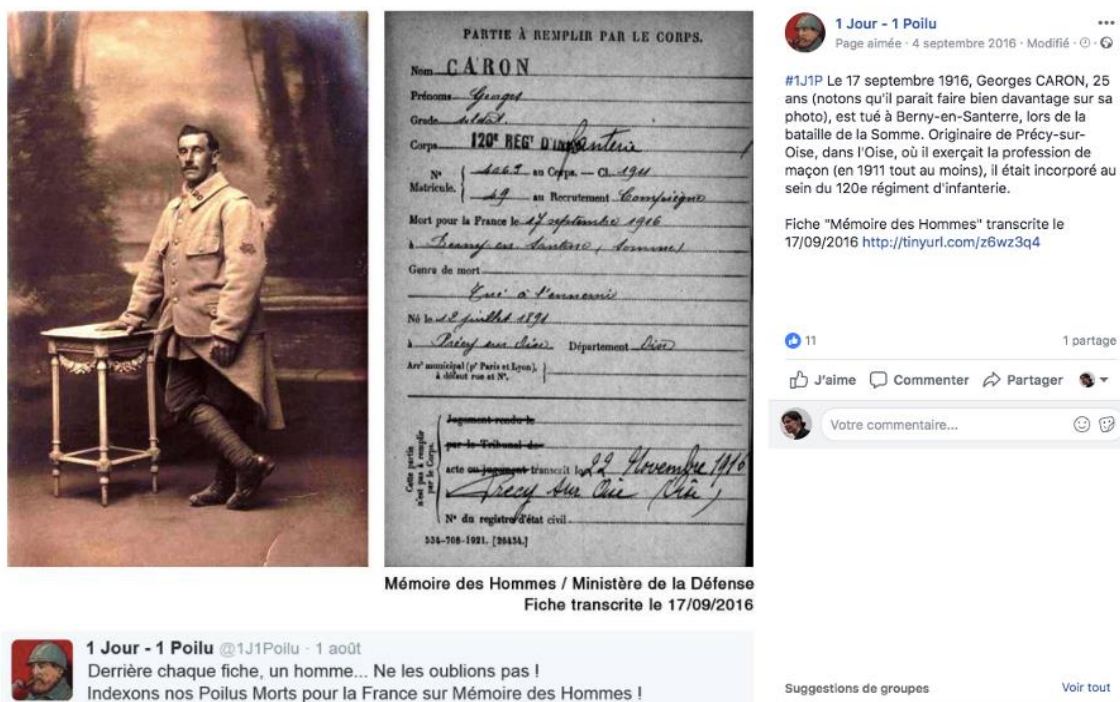 PARTIE À REMPLIR PAR LE CORPS.
Nom CARON
Prénoms Georges
Grade soldat
Corps 120e REGt D'INfanterie
N° Matricule. { 4063 au Corps. — Cl. 1911
49 au Recrutement Compiègne
Mort pour la France le 17 septembre 1916
à Berny en Santerre, Somme
Genre de mort
Tué à l'ennemi
Né le 12 juillet 1891
à Précy sur Oise Département Oise
Arrt municipal (pr Paris et Lyon),
à défaut rue et N°.
Cette partie n'est pas à remplir par le Corps.
Jugement rendu le
par le Tribunal de
acte ou jugement transcrit le 22 Novembre 1916
Precy sur Oise (Oise)
N° du registre d'état civil
534-708-1921. [26434.]
Mémoire des Hommes / Ministère de la Défense
Fiche transcrite le 17/09/2016
1 Jour - 1 Poilu @1J1Poilu · 1 août
Derrière chaque fiche, un homme... Ne les oublions pas !
Indexons nos Poilus Morts pour la France sur Mémoire des Hommes !
1 Jour - 1 Poilu
Page aimée · 4 septembre 2016 · Modifié ·
#1J1P Le 17 septembre 1916, Georges CARON, 25
ans (notons qu'il parait faire bien davantage sur sa
photo), est tué à Berny-en-Santerre, lors de la
bataille de la Somme. Originaire de Précy-sur-
Oise, dans l'Oise, où il exerçait la profession de
maçon (en 1911 tout au moins), il était incorporé au
sein du 120e régiment d'infanterie.
Fiche "Mémoire des Hommes" transcrite le
17/09/2016 http://tinyurl.com/z6wz3q4
11 1 partage
J'aime Commenter Partager
Votre commentaire...
Suggestions de groupes Voir tout